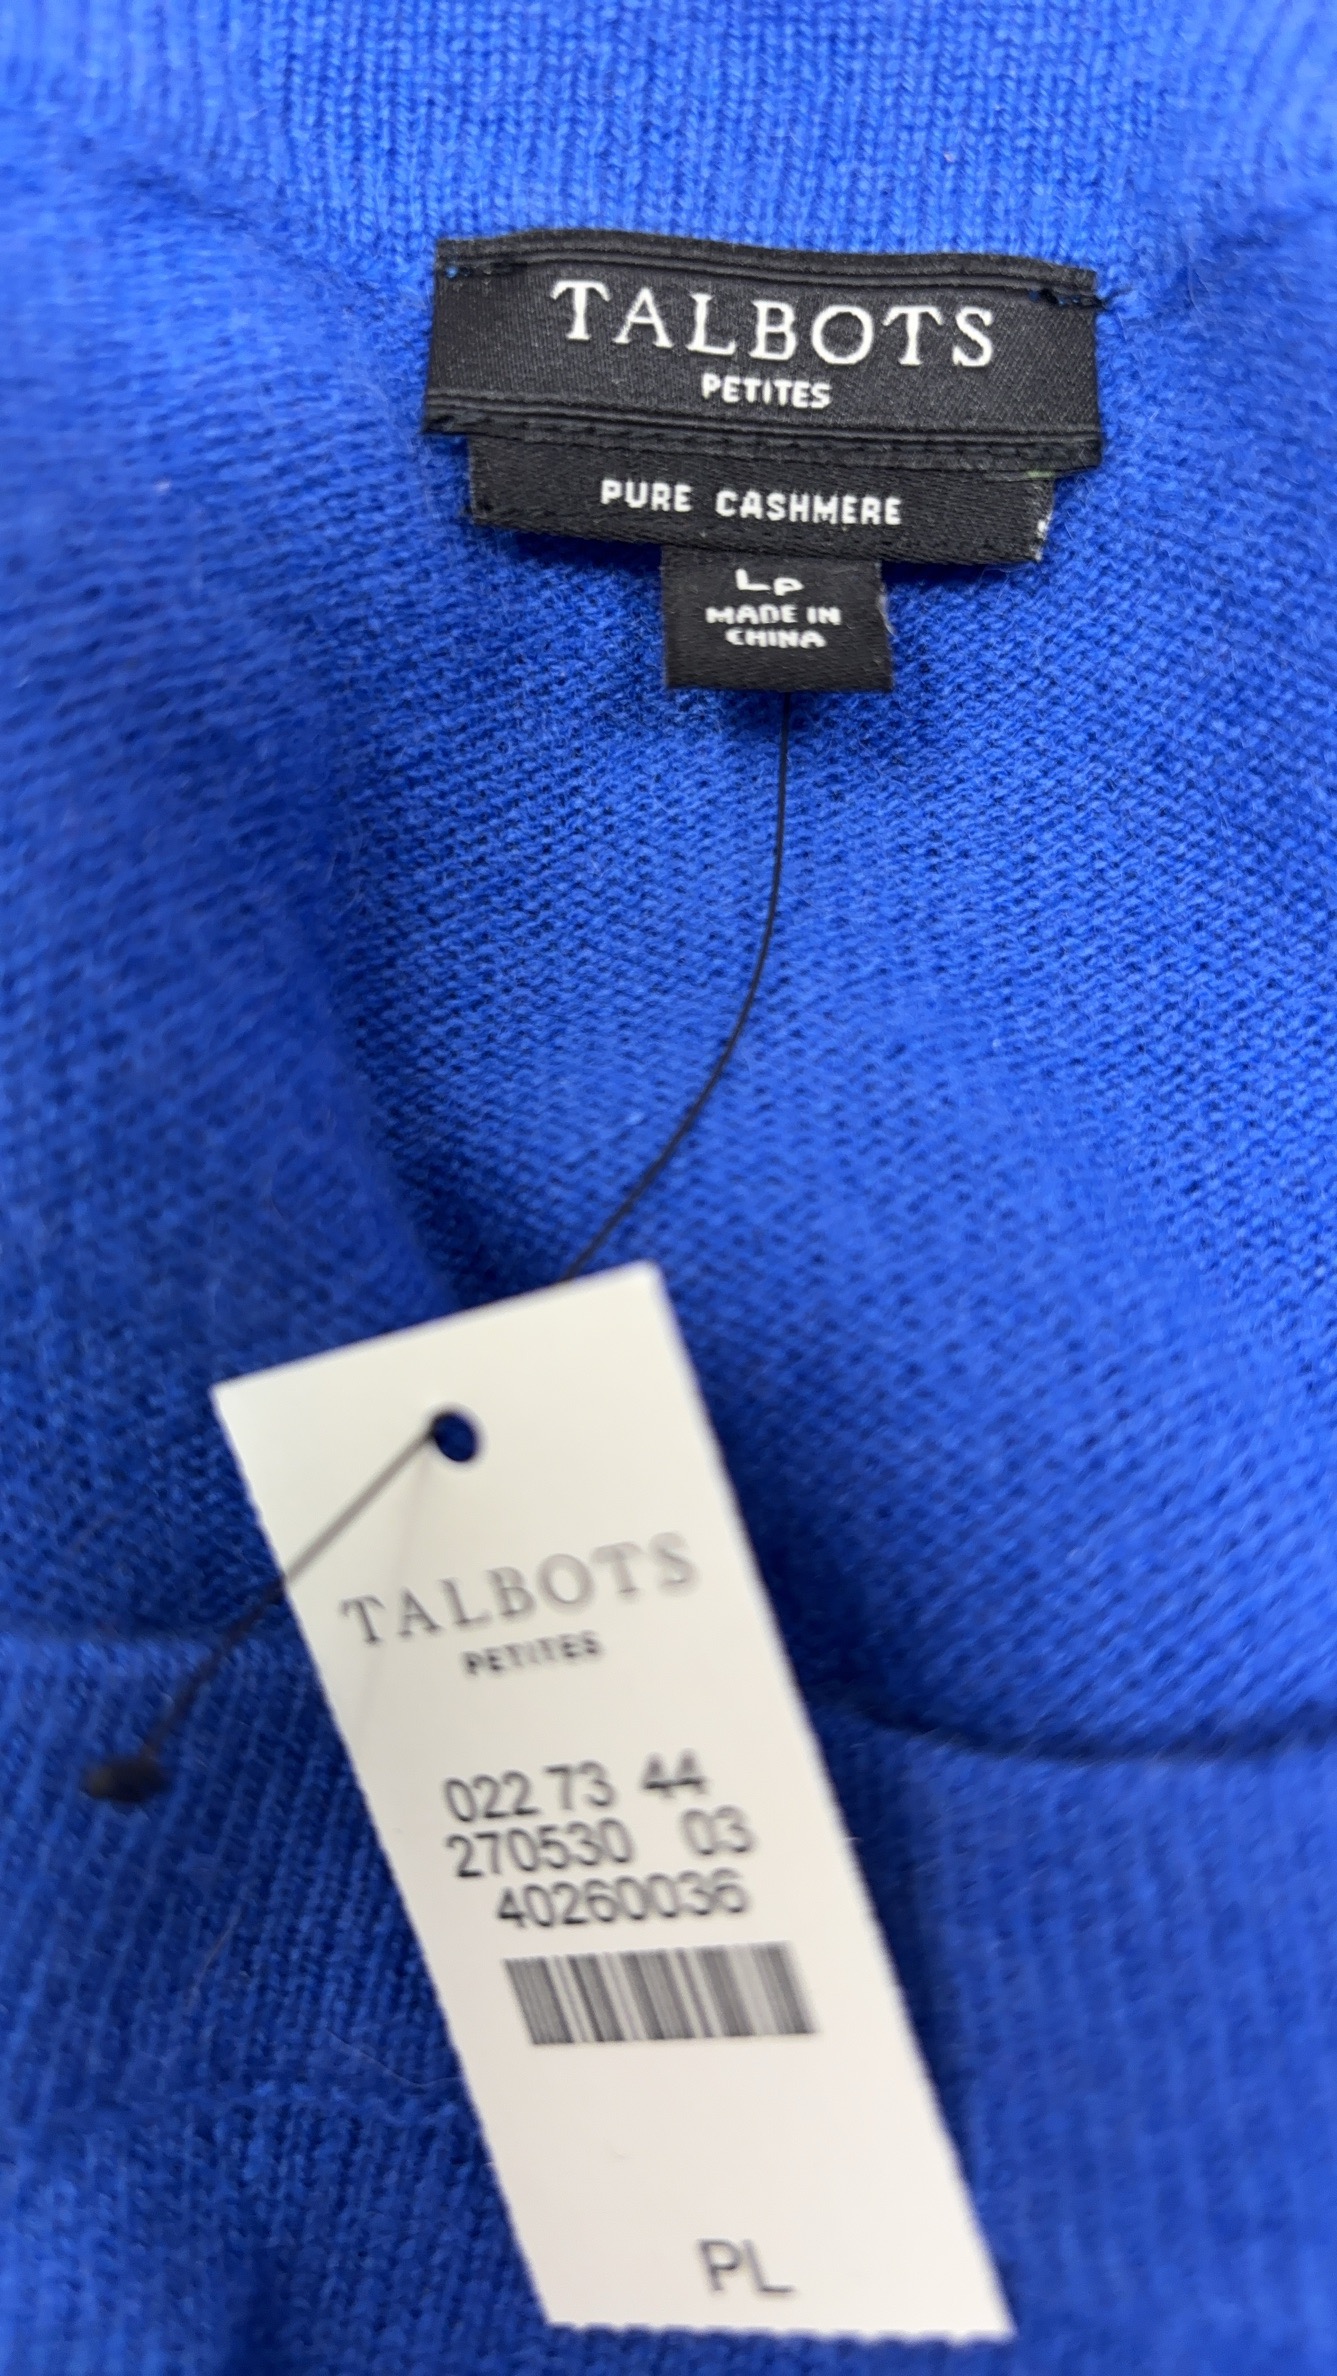 TALBOTS
PETITES
PURE CASHMERE
LP
MADE IN
CHINA
TALBOTS
PETITES
022 73 44
270530 03
40260036
PL